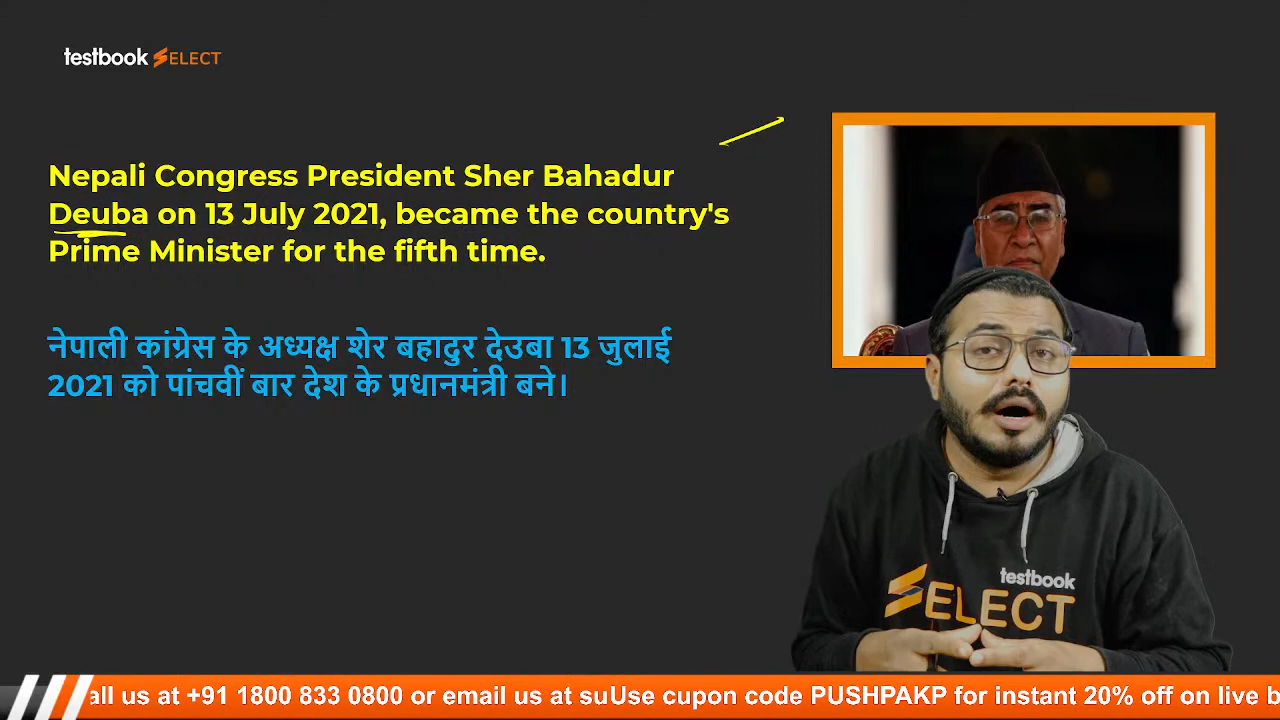 testbook SELECT
Nepali Congress President Sher Bahadur
Deuba on 13 July 2021, became the country's
Prime Minister for the fifth time.
नेपाली कांग्रेस के अध्यक्ष शेर बहादुर देउबा 13 जुलाई
2021 को पांचवीं बार देश के प्रधानमंत्री बने।
testbook
SELECT
all us at +91 1800 833 0800 or email us at suUse cupon code PUSHPAKP for instant 20% off on live b